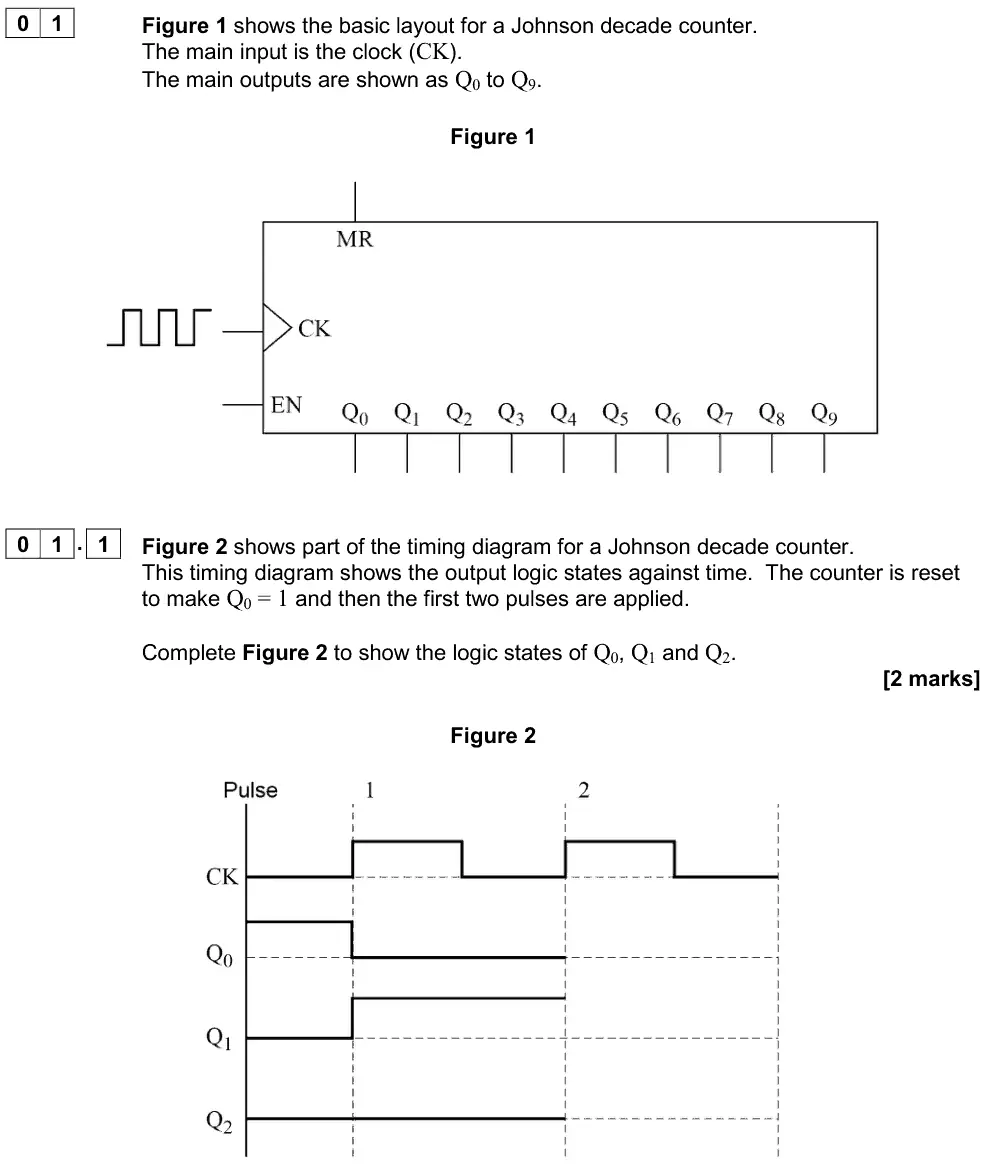 0 1 Figure 1 shows the basic layout for a Johnson decade counter.
The main input is the clock (CK).
The main outputs are shown as Q0 to Q9.
Figure 1
MR
CK
EN
Q0 Q1 Q2 Q3 Q4 Q5 Q6 Q7 Q8 Q9
0 1 . 1 Figure 2 shows part of the timing diagram for a Johnson decade counter.
This timing diagram shows the output logic states against time. The counter is reset
to make Q0 = 1 and then the first two pulses are applied.
Complete Figure 2 to show the logic states of Q0, Q1 and Q2.
[2 marks]
Figure 2
Pulse 1 2
CK
Q0
Q1
Q2